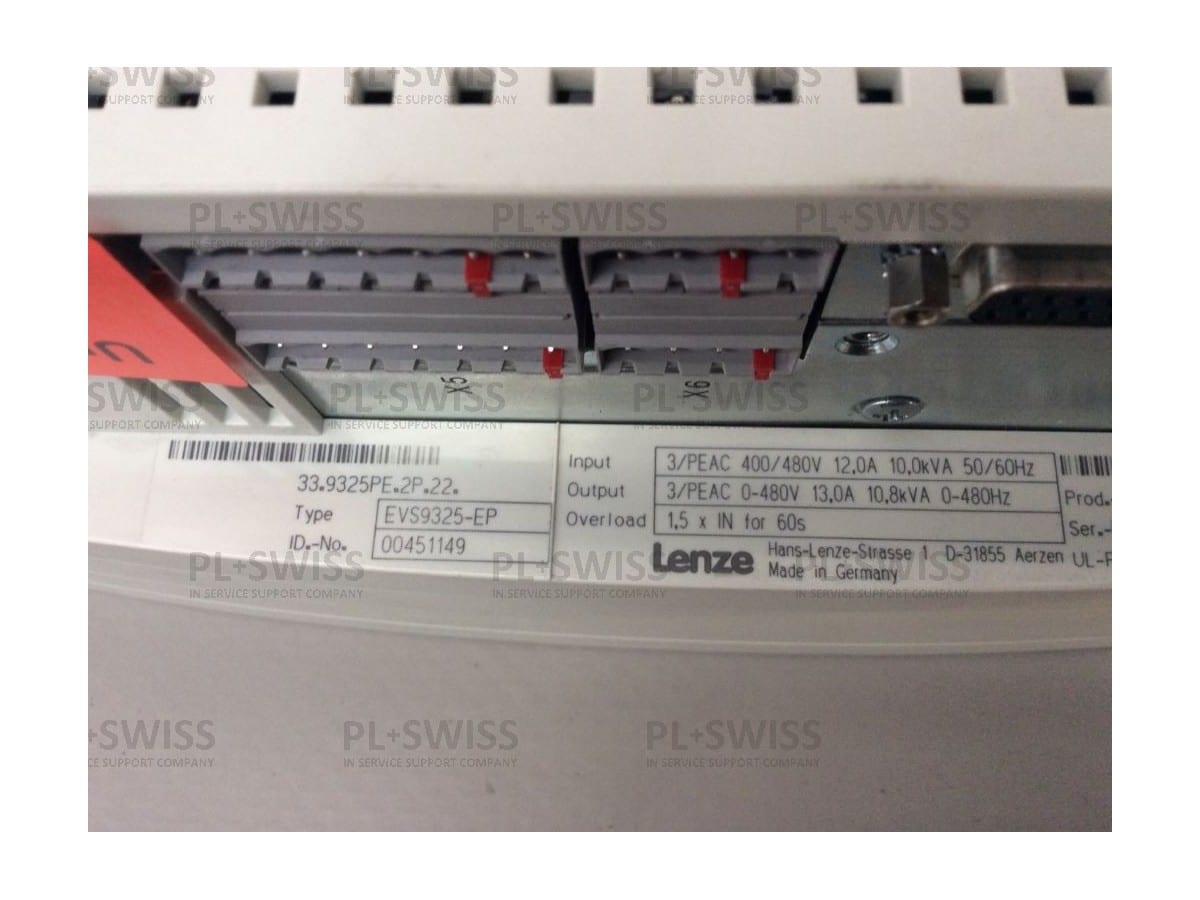 PL+SWISS
IN SERVICE SUPPORT COMPANY
X5
X6
33.9325PE.2P.22.
Type EVS9325-EP
ID.-No. 00451149
Input 3/PEAC 400/480V 12,0A 10,0kVA 50/60Hz
Output 3/PEAC 0-480V 13,0A 10,8kVA 0-480Hz
Overload 1,5 x IN for 60s
Lenze Hans-Lenze-Strasse 1 D-31855 Aerzen
Made in Germany
Prod.
Ser.-
UL-